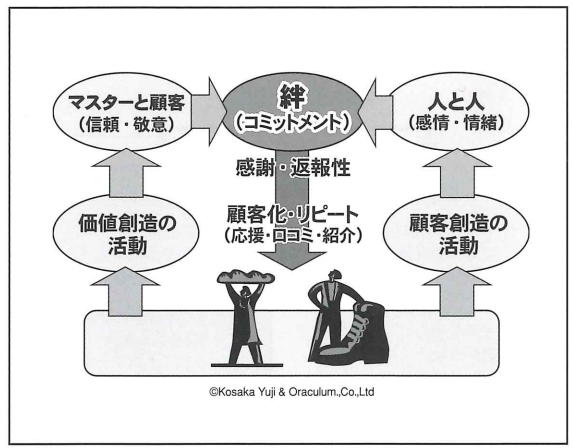 マスターと顧客
(信頼・敬意)
絆
(コミットメント)
人と人
(感情・情緒)
感謝・返報性
価値創造の
活動
顧客化・リピート
(応援・口コミ・紹介)
顧客創造の
活動
©Kosaka Yuji & Oraculum.,Co.,Ltd